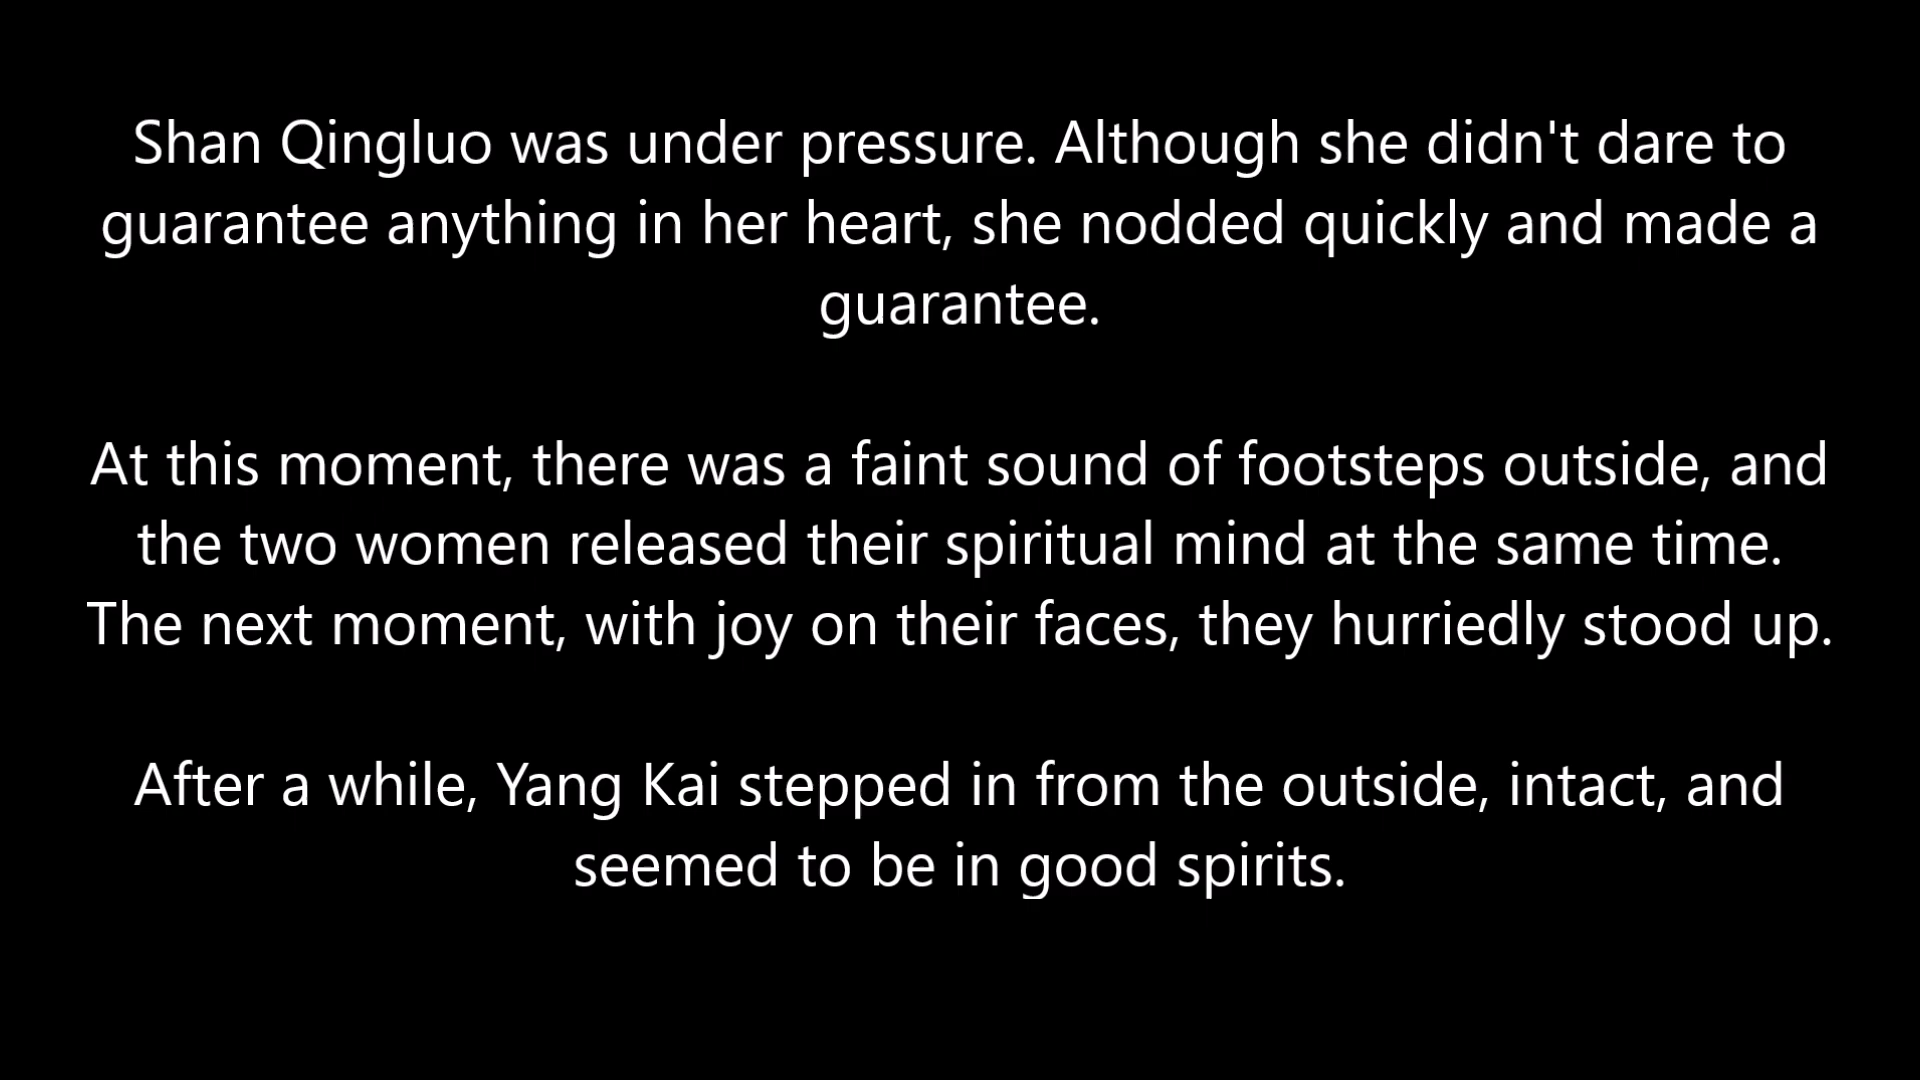 Shan Qingluo was under pressure. Although she didn't dare to
guarantee anything in her heart, she nodded quickly and made a
guarantee.
At this moment, there was a faint sound of footsteps outside, and
the two women released their spiritual mind at the same time.
The next moment, with joy on their faces, they hurriedly stood up.
After a while, Yang Kai stepped in from the outside, intact, and
seemed to be in good spirits.